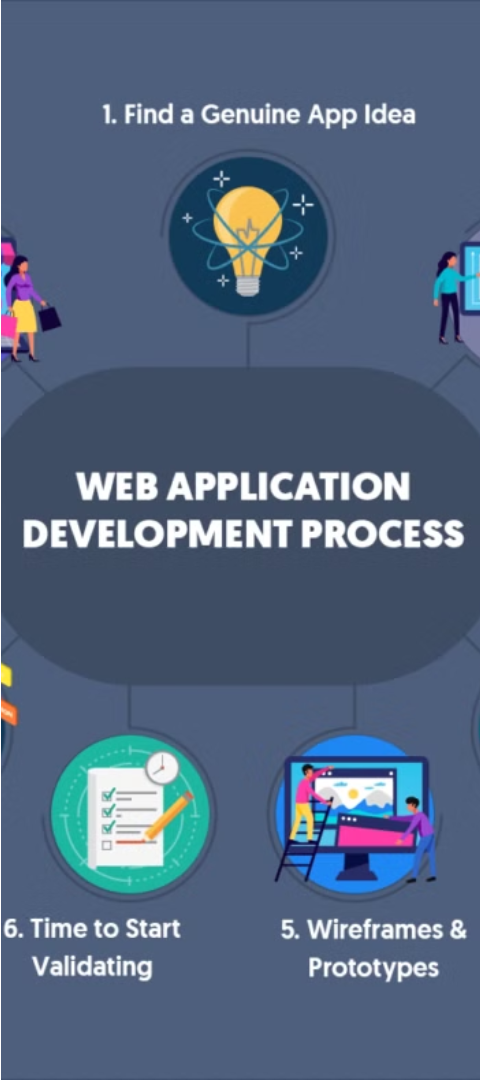 1. Find a Genuine App Idea
WEB APPLICATION
DEVELOPMENT PROCESS
6. Time to Start
Validating
5. Wireframes &
Prototypes